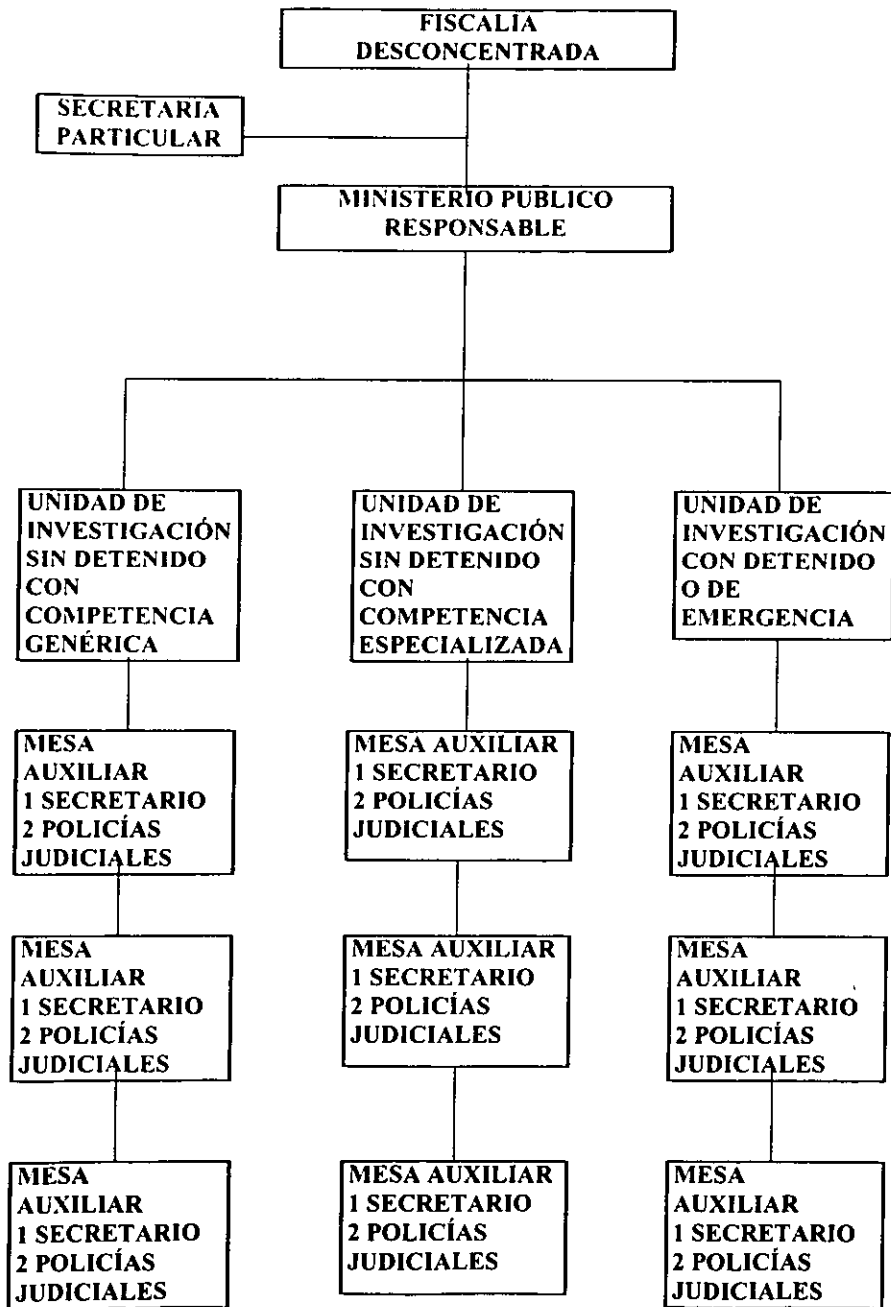 FISCALIA
DESCONCENTRADA
SECRETARIA
PARTICULAR
MINISTERIO PUBLICO
RESPONSABLE
UNIDAD DE
INVESTIGACIÓN
SIN DETENIDO
CON
COMPETENCIA
GENÉRICA
UNIDAD DE
INVESTIGACIÓN
SIN DETENIDO
CON
COMPETENCIA
ESPECIALIZADA
UNIDAD DE
INVESTIGACIÓN
CON DETENIDO
O DE
EMERGENCIA
MESA
AUXILIAR
1 SECRETARIO
2 POLICÍAS
JUDICIALES
MESA AUXILIAR
1 SECRETARIO
2 POLICÍAS
JUDICIALES
MESA
AUXILIAR
1 SECRETARIO
2 POLICÍAS
JUDICIALES
MESA
AUXILIAR
1 SECRETARIO
2 POLICÍAS
JUDICIALES
MESA AUXILIAR
1 SECRETARIO
2 POLICÍAS
JUDICIALES
MESA
AUXILIAR
1 SECRETARIO
2 POLICÍAS
JUDICIALES
MESA
AUXILIAR
1 SECRETARIO
2 POLICÍAS
JUDICIALES
MESA AUXILIAR
1 SECRETARIO
2 POLICÍAS
JUDICIALES
MESA
AUXILIAR
1 SECRETARIO
2 POLICÍAS
JUDICIALES